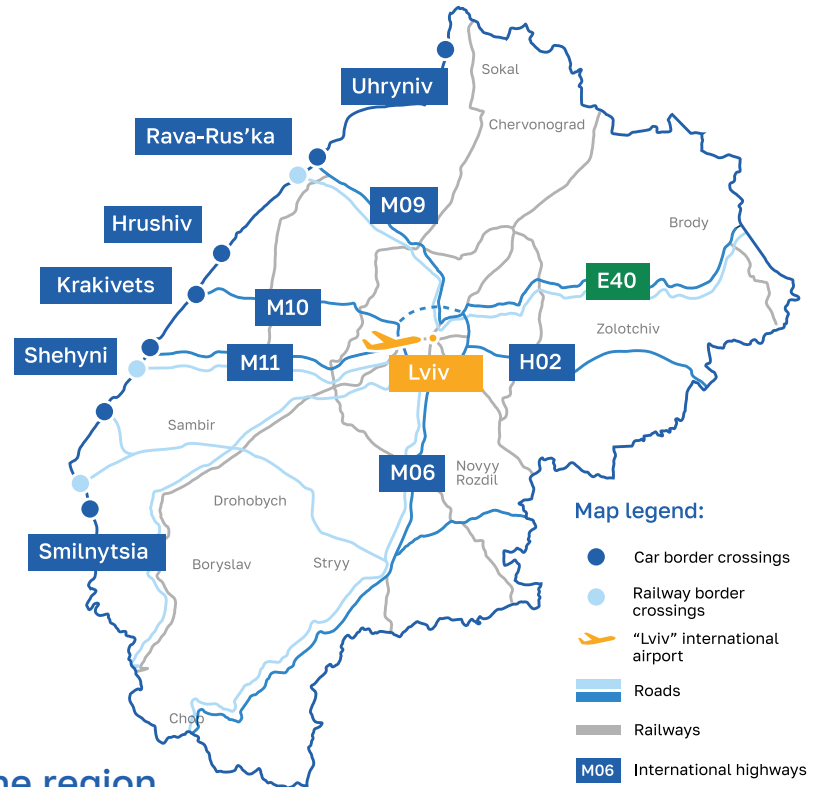 Sokal
Uhryniv
Chervonograd
Rava-Rus'ka
M09
Hrushiv
Brody
Krakivets
E40
M10
Zolotchiv
Shehyni
M11
H02
Lviv
Sambir
M06
Novyy
Rozdil
Drohobych
Map legend:
Smilnytsia
Boryslav
Stryy
Car border crossings
Railway border
crossings
“Lviv” international
airport
Roads
Chop
Railways
M06 International highways
ne region